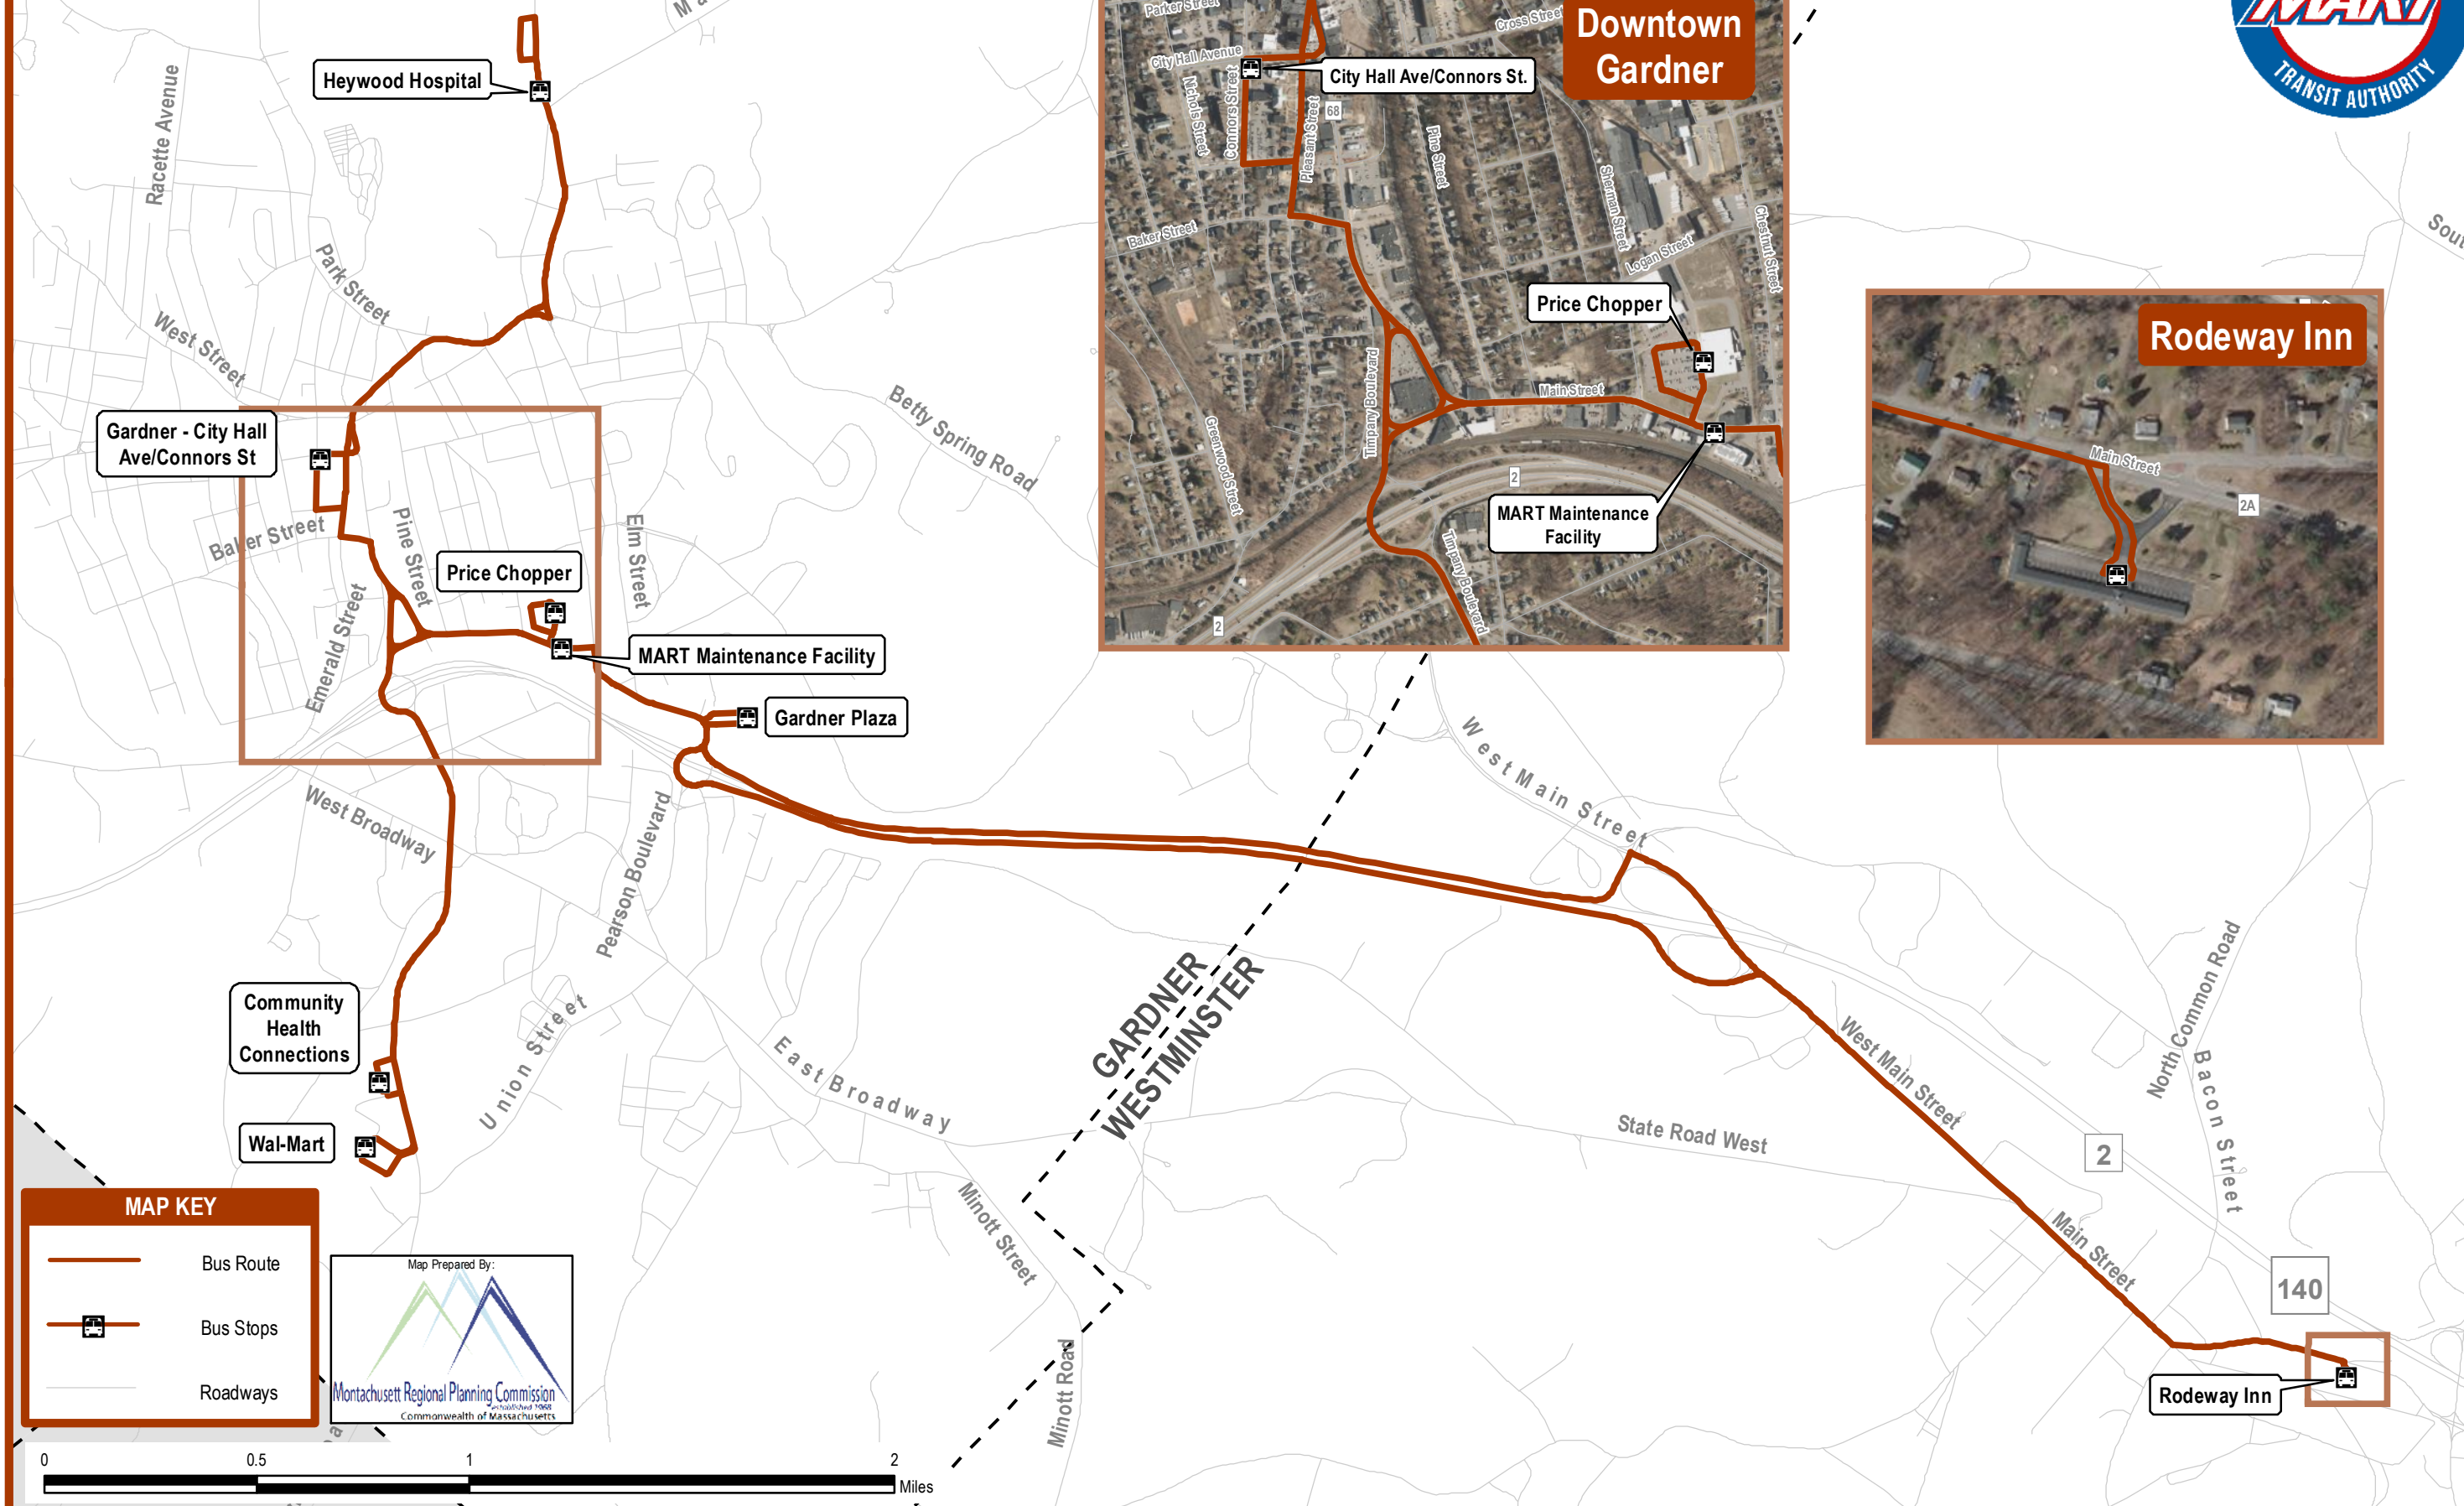 MART
TRANSIT AUTHORITY
Downtown
Gardner
Parker Street
Cross Street
City Hall Avenue
City Hall Ave/Connors St.
Nichols Street
Connors Street
Pleasant Street
68
Pine Street
Sherman Street
Logan Street
Chestnut Street
Baker Street
Price Chopper
Timpany Boulevard
Main Street
Greenwood Street
2
MART Maintenance
Facility
Timpany Boulevard
2
Rodeway Inn
Main Street
2A
Heywood Hospital
Racette Avenue
Park Street
West Street
Gardner - City Hall
Ave/Connors St
Baker Street
Pine Street
Elm Street
Betty Spring Road
Price Chopper
Emerald Street
MART Maintenance Facility
Gardner Plaza
West Main Street
West Broadway
Pearson Boulevard
GARDNER
WESTMINSTER
Community
Health
Connections
Union Street
East Broadway
West Main Street
North Common Road
Bacon Street
State Road West
2
Wal-Mart
Minott Street
Main Street
140
Minott Road
Rodeway Inn
MAP KEY
Bus Route
Bus Stops
Roadways
Map Prepared By:
Montachusett Regional Planning Commission
established 1968
Commonwealth of Massachusetts
0 0.5 1 2
Miles